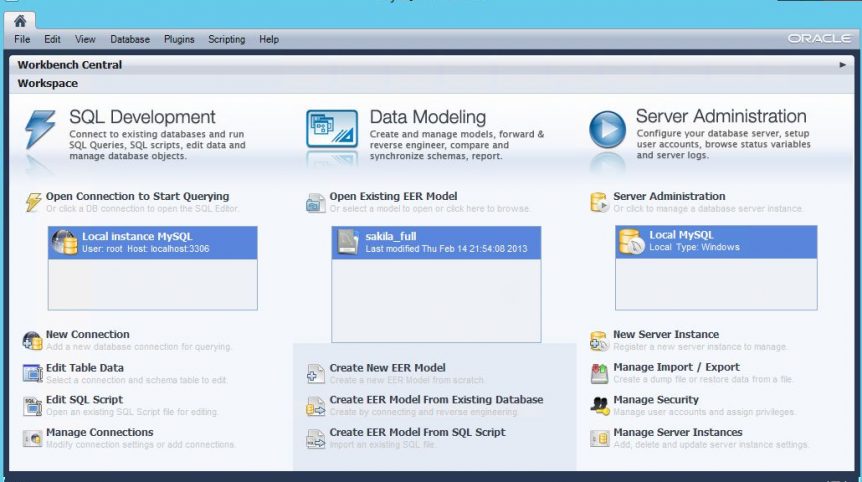 File Edit View Database Plugins Scripting Help
ORACLE
Workbench Central
Workspace
SQL Development
Connect to existing databases and run
SQL Queries, SQL scripts, edit data and
manage database objects.
Open Connection to Start Querying
Or click a DB connection to open the SQL Editor.
Local instance MySQL
User: root Host: localhost:3306
New Connection
Add a new database connection for querying.
Edit Table Data
Select a connection and schema table to edit.
Edit SQL Script
Open an existing SQL Script file for editing.
Manage Connections
Modify connection settings or add connections.
Data Modeling
Create and manage models, forward &
reverse engineer, compare and
synchronize schemas, report.
Open Existing EER Model
Or select a model to open or click here to browse.
sakila_full
Last modified Thu Feb 14 21:54:08 2013
Create New EER Model
Create a new EER Model from scratch.
Create EER Model From Existing Database
Create by connecting and reverse engineering.
Create EER Model From SQL Script
Import an existing SQL file.
Server Administration
Configure your database server, setup
user accounts, browse status variables
and server logs.
Server Administration
Or click to manage a database server instance.
Local MySQL
Local Type: Windows
New Server Instance
Register a new server instance to manage.
Manage Import / Export
Create a dump file or restore data from a file.
Manage Security
Manage user accounts and assign privileges.
Manage Server Instances
Add, delete and update server instance settings.